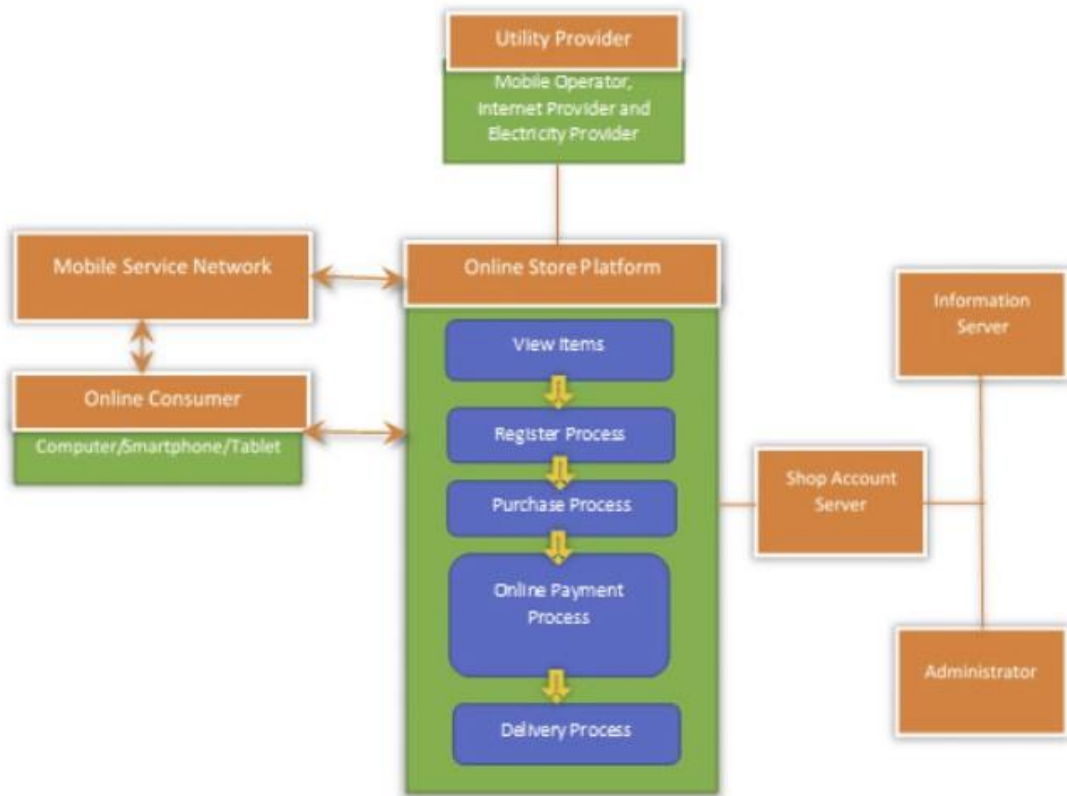 Utility Provider
Mobile Operator,
Internet Provider and
Electricity Provider
Mobile Service Network
Online Store Platform
Information
Server
View Items
Online Consumer
Computer/Smartphone/Tablet
Register Process
Shop Account
Server
Purchase Process
Online Payment
Process
Administrator
Delivery Process